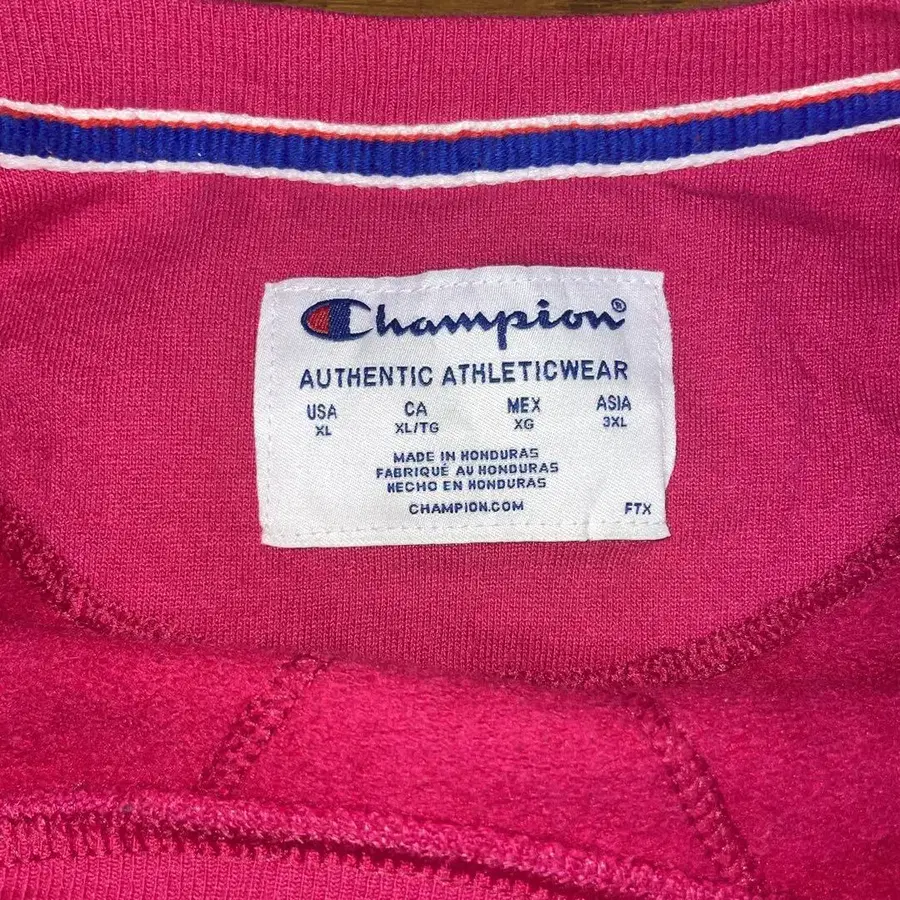 Champion®
AUTHENTIC ATHLETICWEAR
USA CA MEX ASIA
XL XL/TG XG 3XL
MADE IN HONDURAS
FABRIQUÉ AU HONDURAS
HECHO EN HONDURAS
CHAMPION.COM FTX